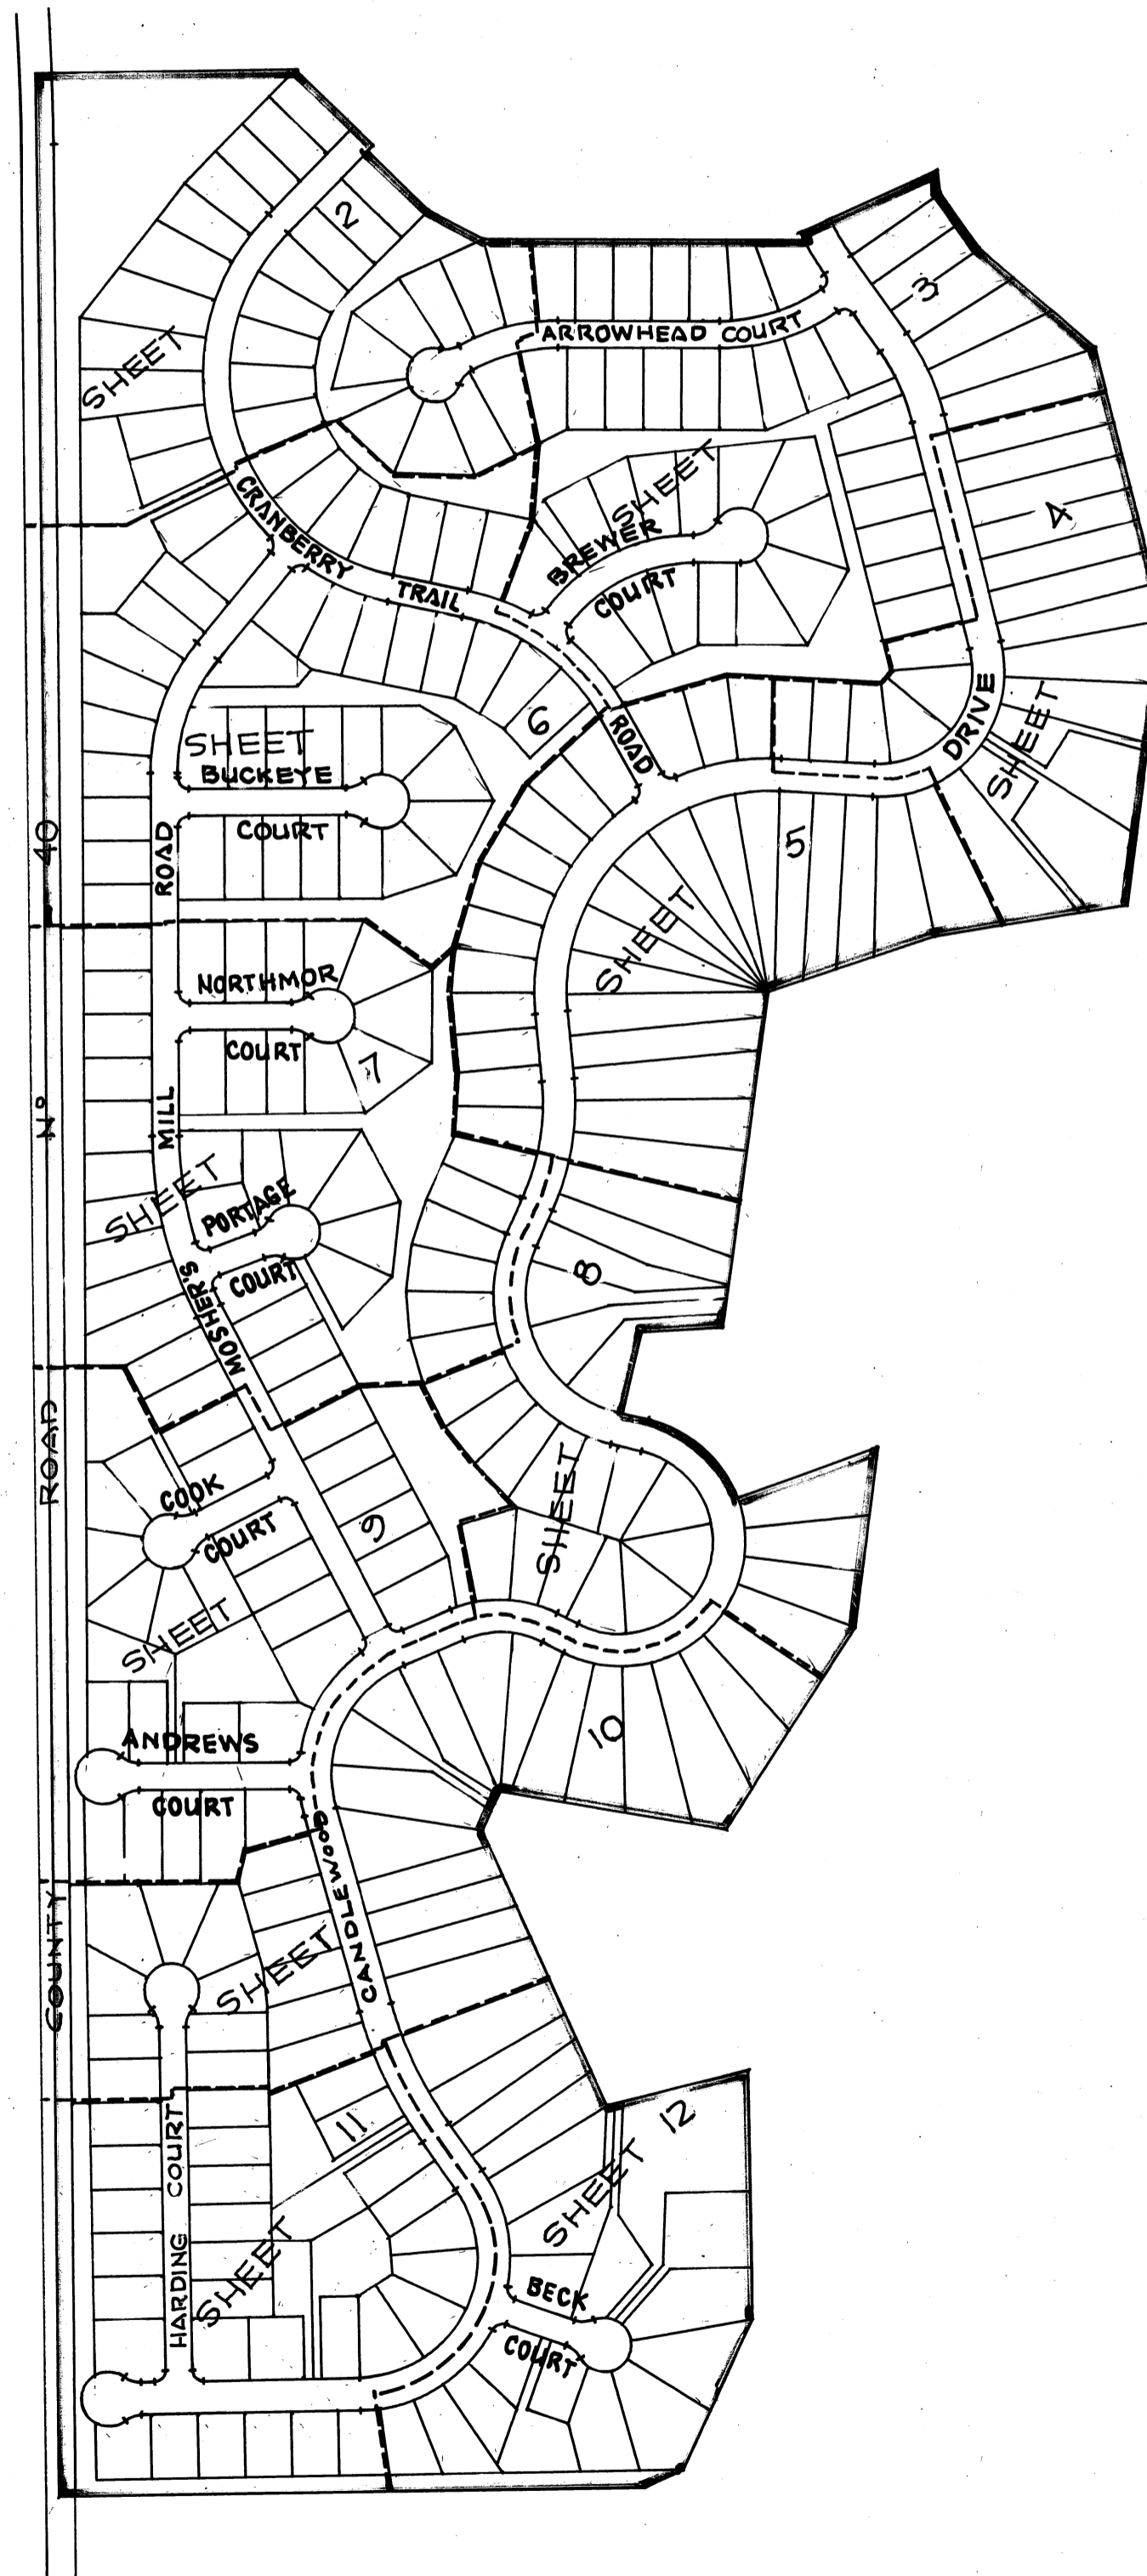 SHEET 2
SHEET 3
ARROWHEAD COURT
CRANBERRY TRAIL ROAD
BREWER COURT
SHEET 4
DRIVE
SHEET 5
SHEET 6
BUCKEYE COURT
NORTHMOR COURT
SHEET 7
MOSHER'S MILL ROAD
PORTAGE COURT
COUNTY ROAD No 40
SHEET 8
COOK COURT
SHEET 9
ANDREWS COURT
SHEET 10
CANDLEWOOD
SHEET 11
HARDING COURT
SHEET 12
BECK COURT
SHEET